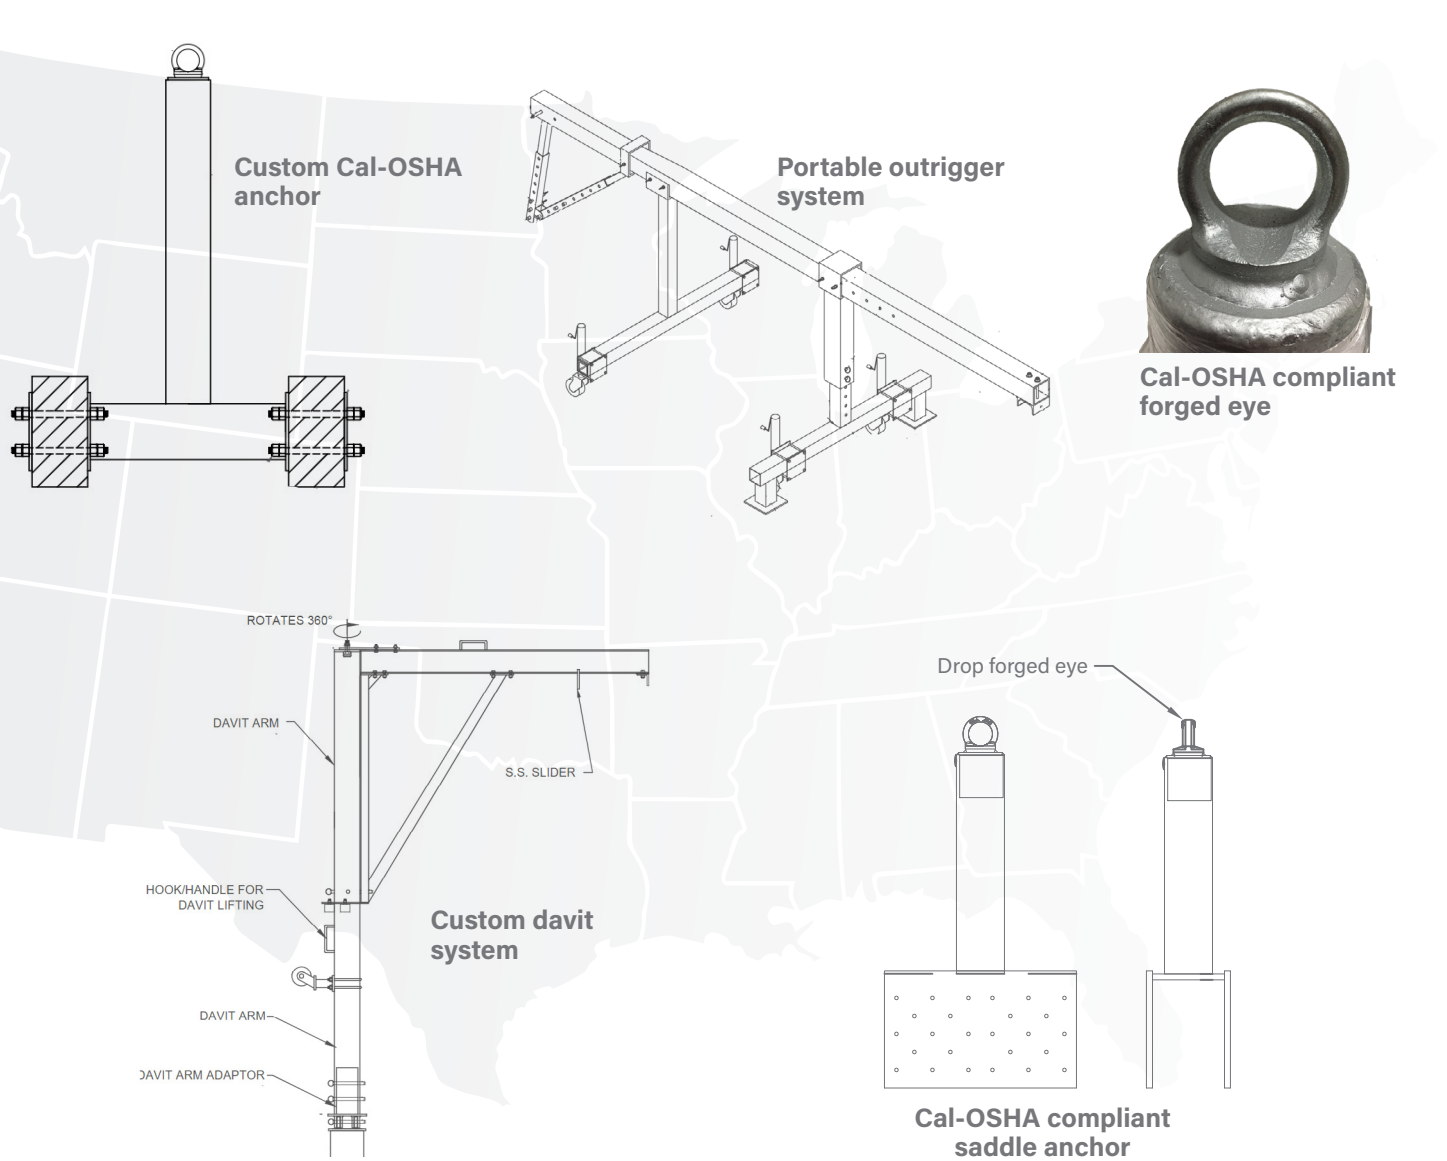 Custom Cal-OSHA
anchor
Portable outrigger
system
Cal-OSHA compliant
forged eye
ROTATES 360°
DAVIT ARM
S.S. SLIDER
HOOK/HANDLE FOR
DAVIT LIFTING
Custom davit
system
DAVIT ARM
DAVIT ARM ADAPTOR
Drop forged eye
Cal-OSHA compliant
saddle anchor